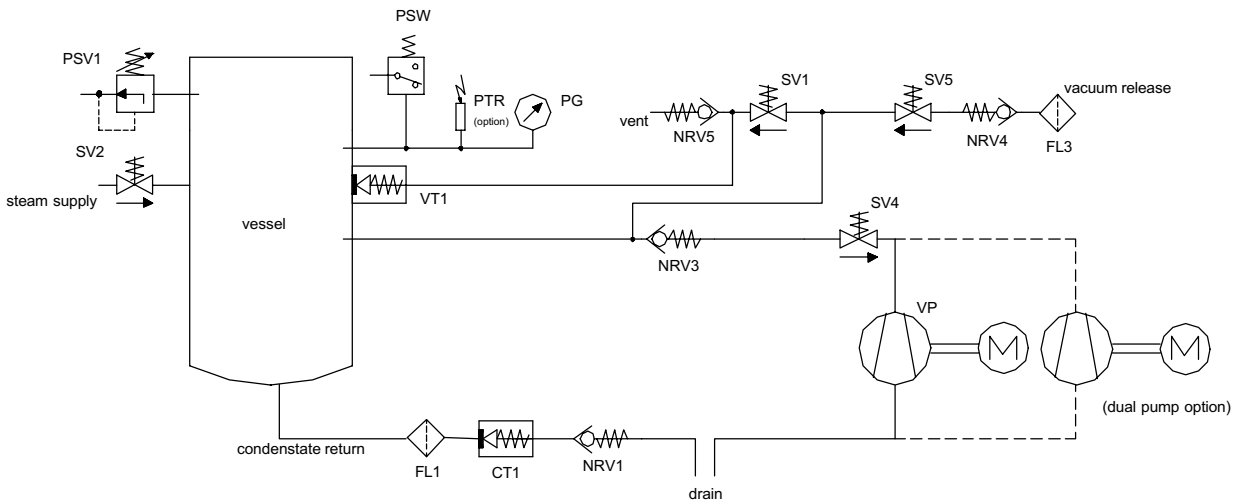 PSW
PSV1
PTR
(option)
PG
SV1
SV5
vacuum release
vent
NRV5
NRV4
FL3
SV2
steam supply
VT1
vessel
SV4
NRV3
VP
M
M
(dual pump option)
condenstate return
FL1
CT1
NRV1
drain